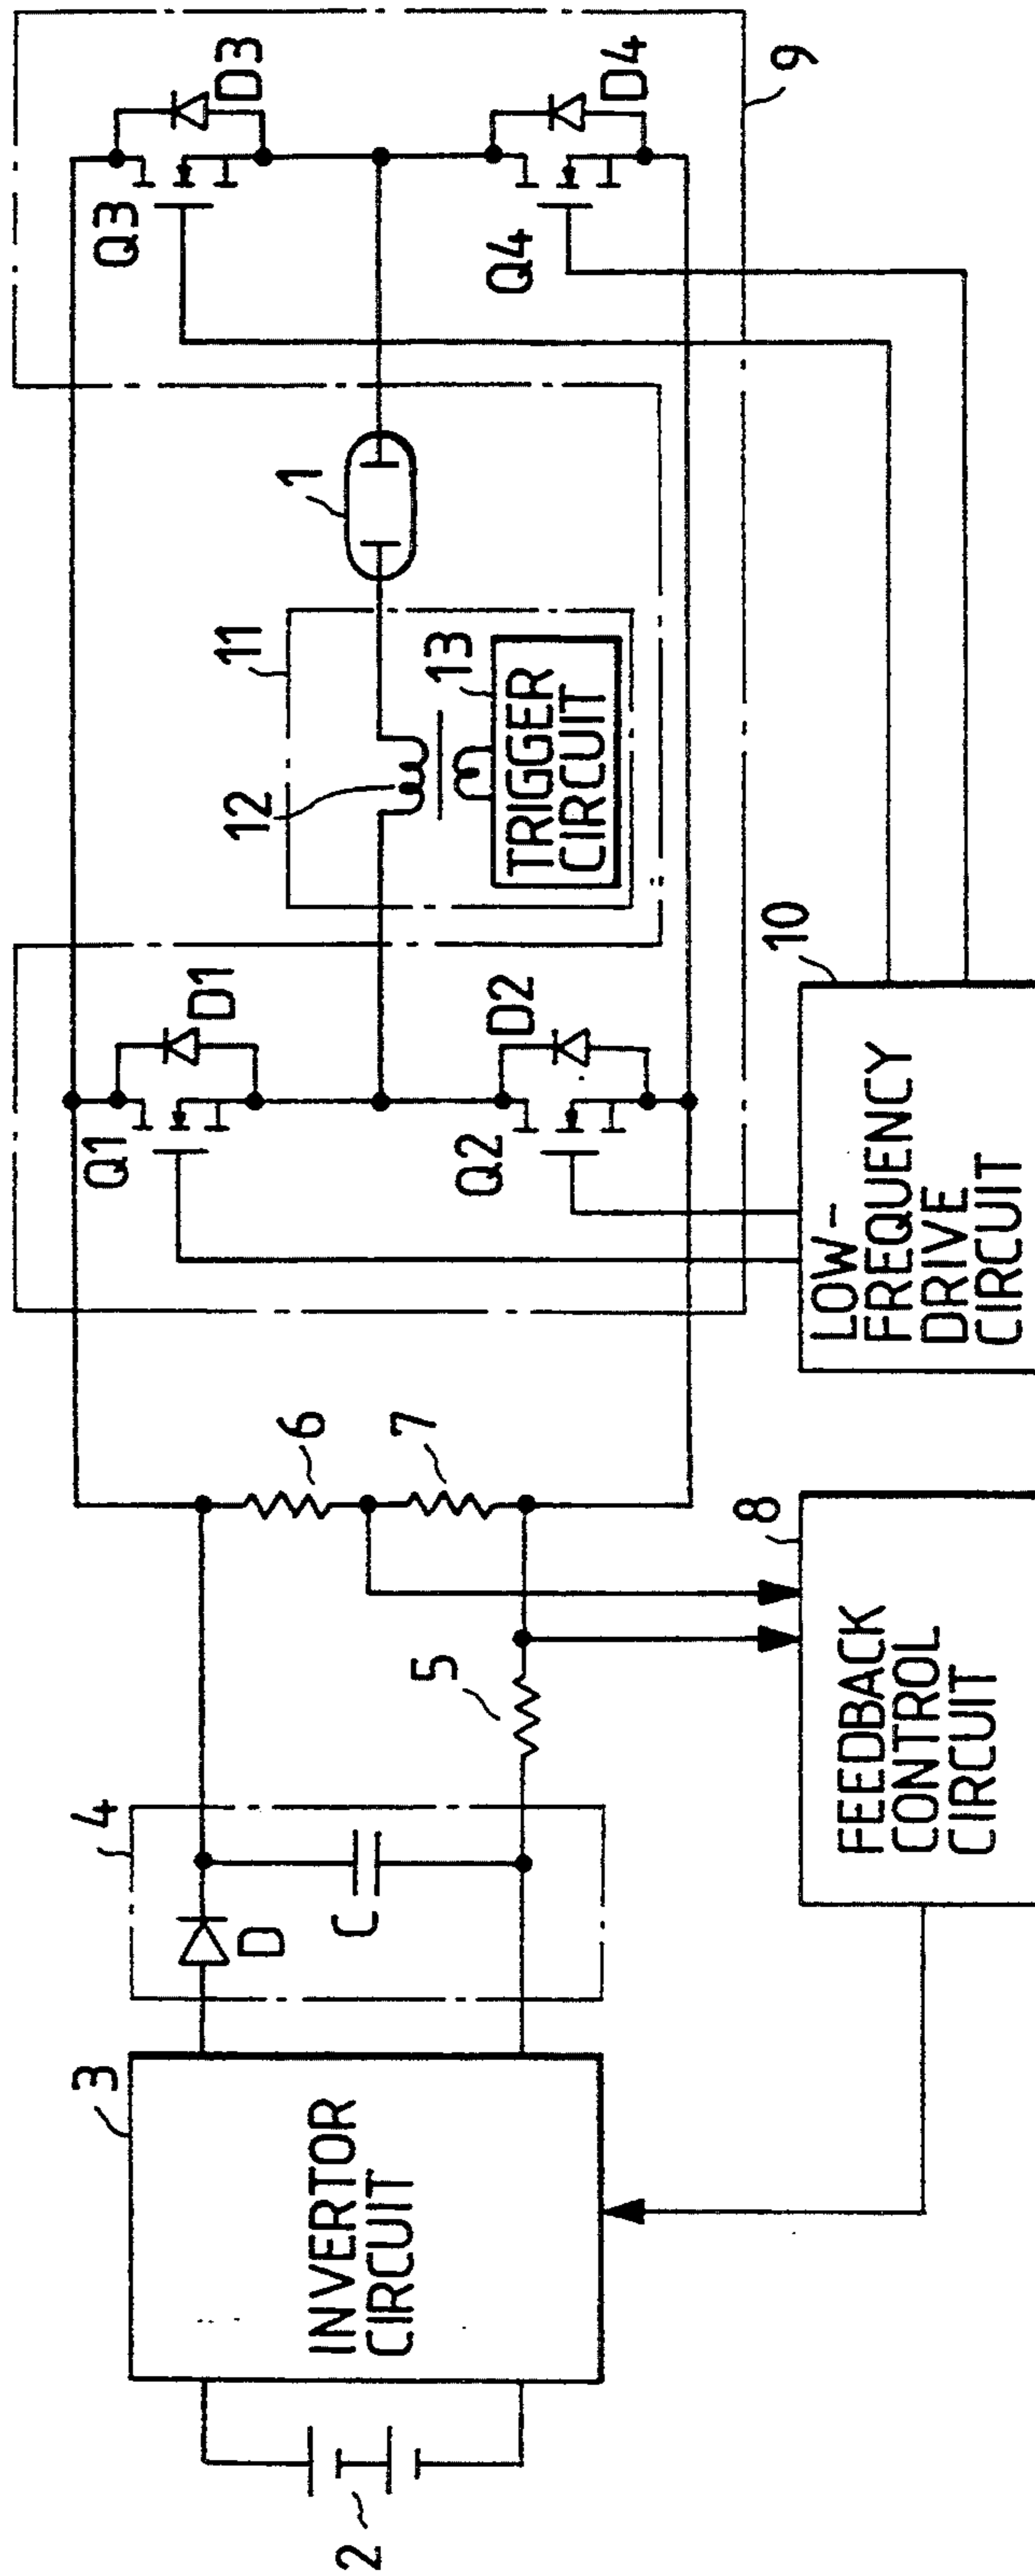 2
3
INVERTOR
CIRCUIT
4
D
C
5
6
7
8
FEEDBACK
CONTROL
CIRCUIT
Q1
D1
Q2
D2
10
LOW-
FREQUENCY
DRIVE
CIRCUIT
11
12
13
TRIGGER
CIRCUIT
1
Q3
D3
Q4
D4
9